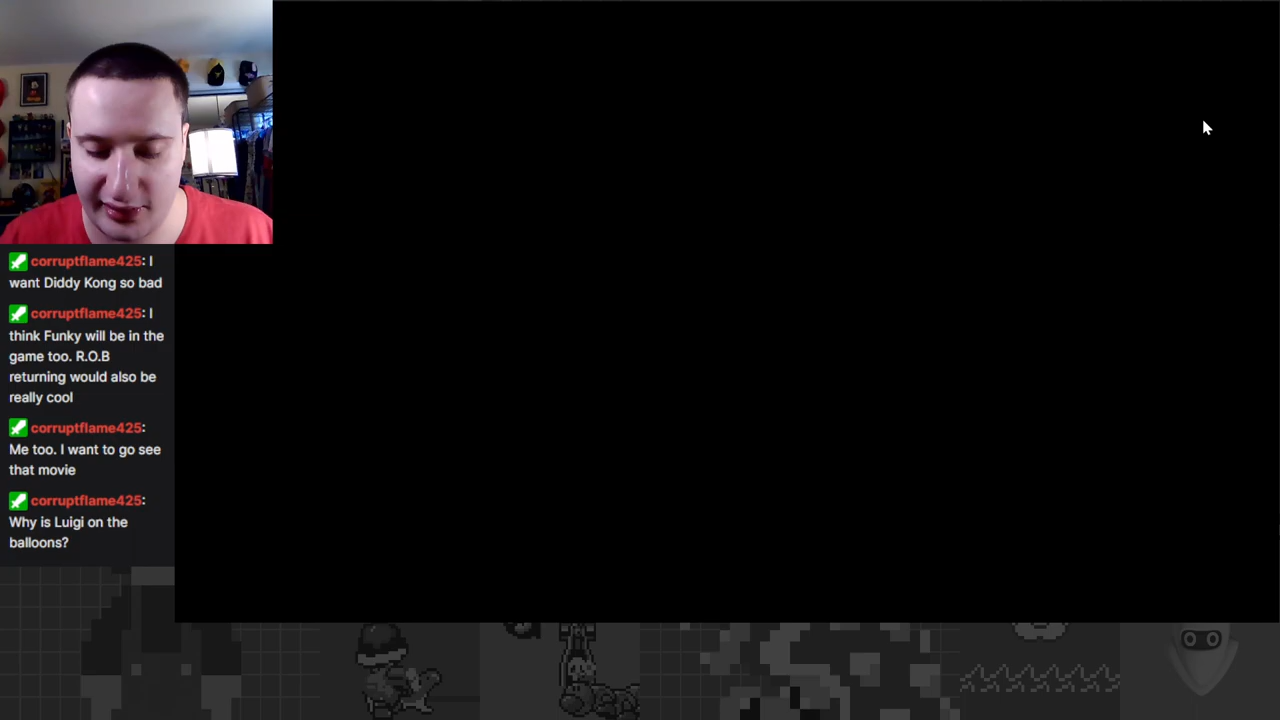 corruptflame425: I
want Diddy Kong so bad
corruptflame425: I
think Funky will be in the
game too. R.O.B
returning would also be
really cool
corruptflame425:
Me too. I want to go see
that movie
corruptflame425:
Why is Luigi on the
balloons?